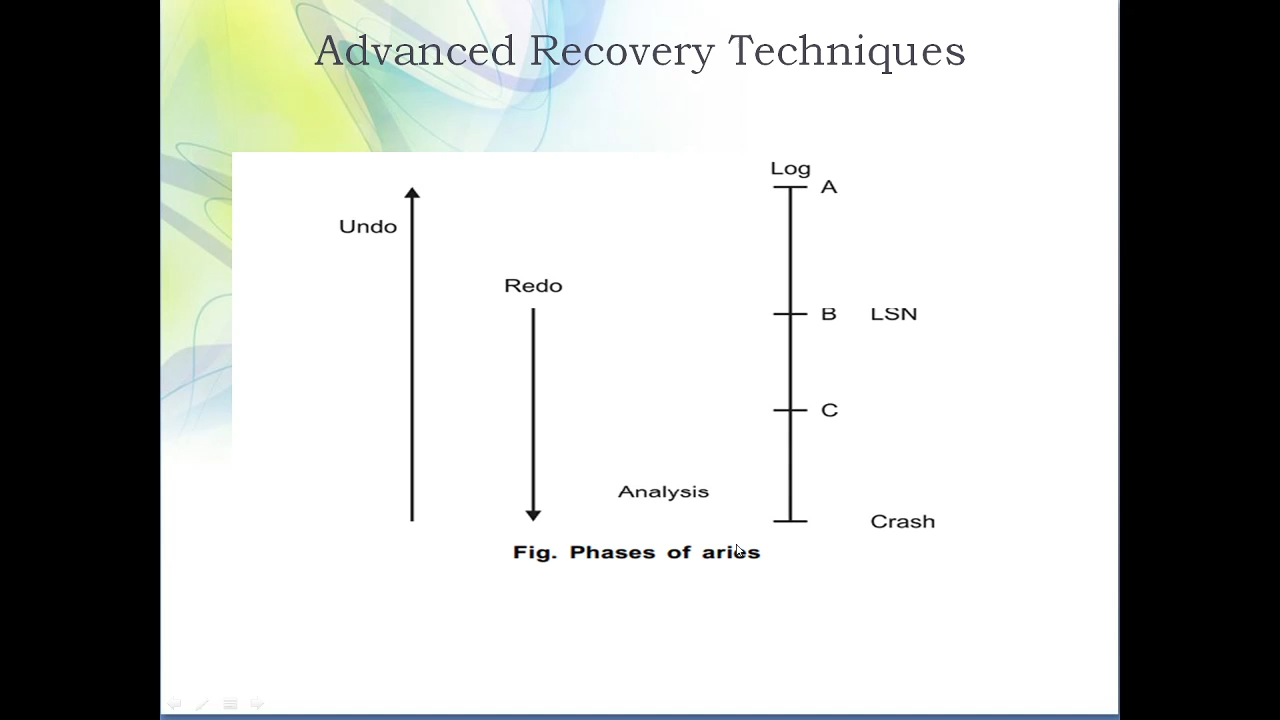 Advanced Recovery Techniques
Log
A
Undo
Redo
B LSN
C
Analysis
Crash
Fig. Phases of aries